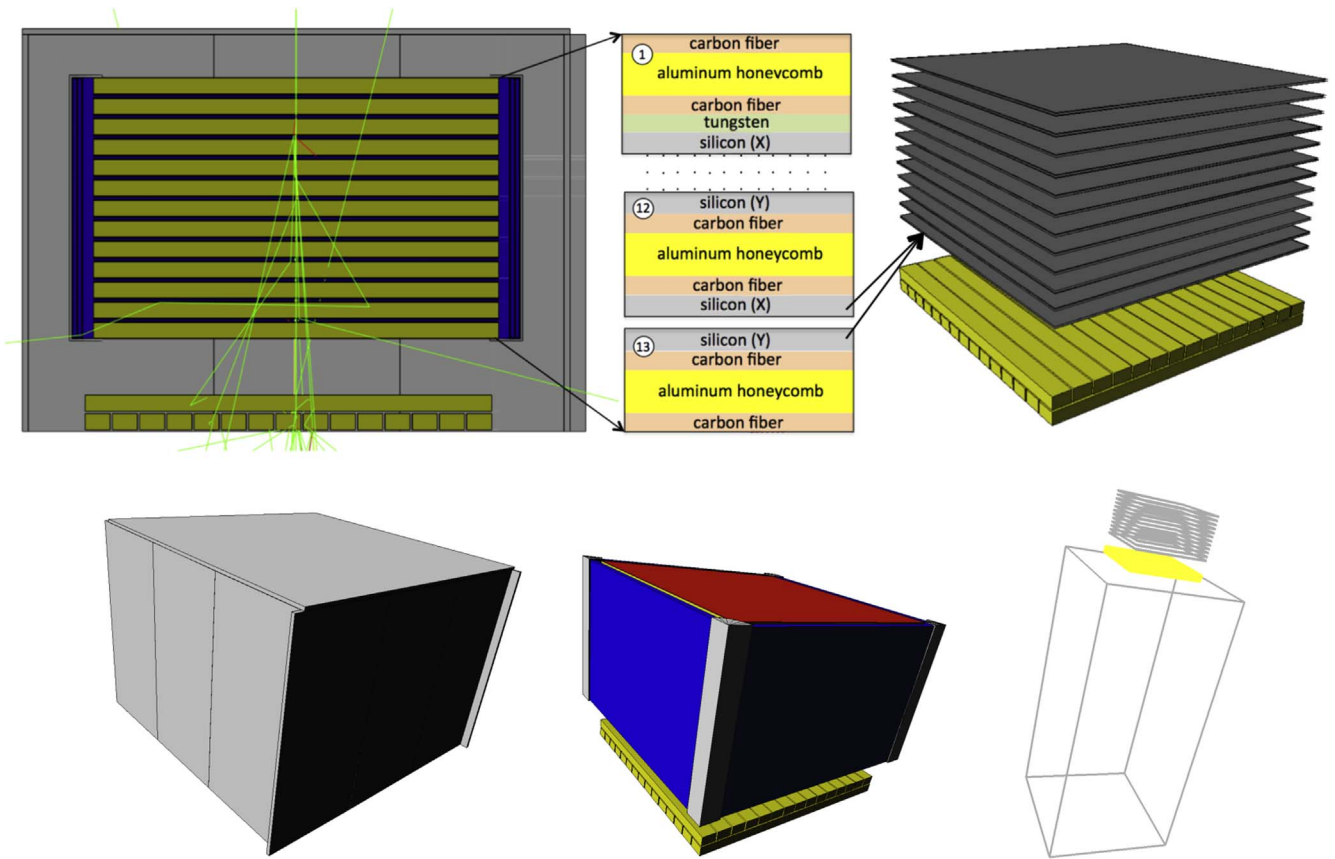 1
carbon fiber
aluminum honeycomb
carbon fiber
tungsten
silicon (X)
12
silicon (Y)
carbon fiber
aluminum honeycomb
carbon fiber
silicon (X)
13
silicon (Y)
carbon fiber
aluminum honeycomb
carbon fiber